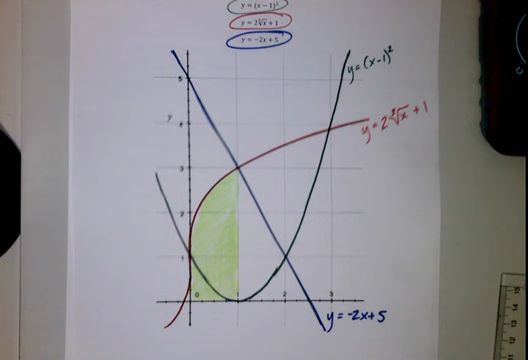 y = (x − 1)²
y = 2∛x + 1
y = −2x + 5
5
y
y = (x-1)²
4
y = 2∛x + 1
3
2
1
0
1
2
3
y = -2x + 5